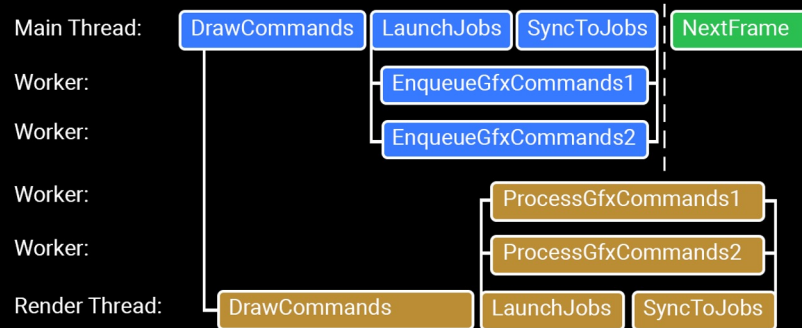 Main Thread: DrawCommands LaunchJobs SyncToJobs NextFrame
Worker: EnqueueGfxCommands1
Worker: EnqueueGfxCommands2
Worker: ProcessGfxCommands1
Worker: ProcessGfxCommands2
Render Thread: DrawCommands LaunchJobs SyncToJobs